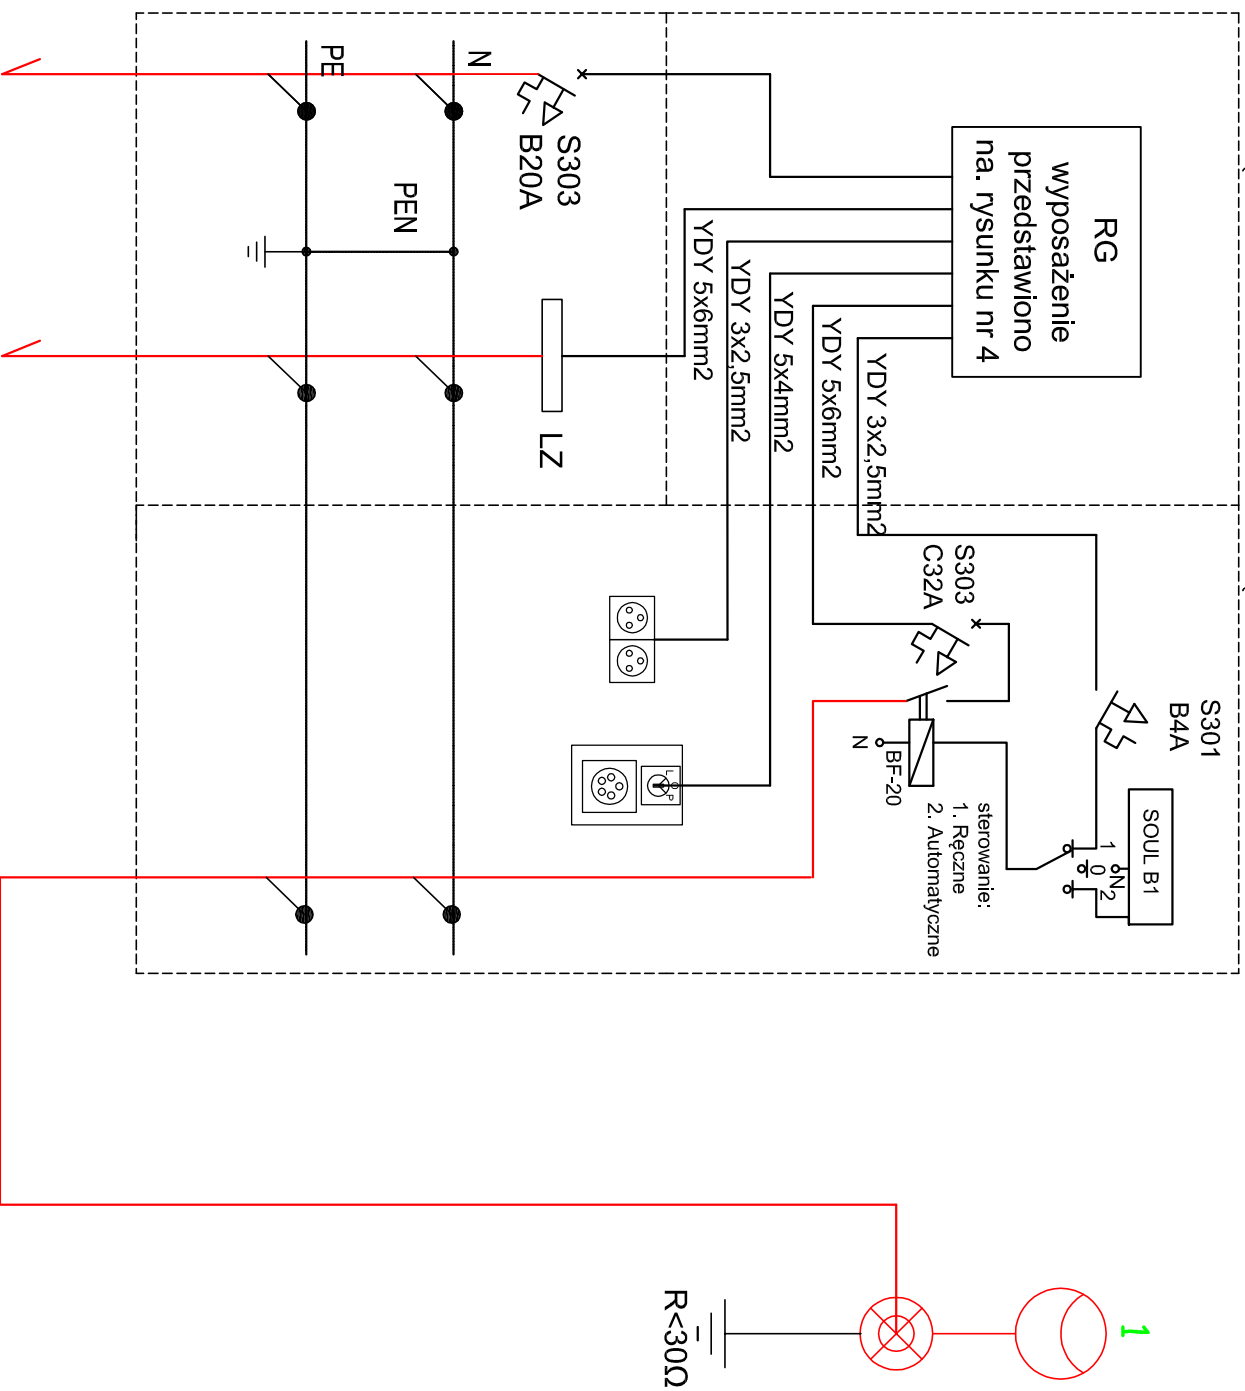 RG
wyposażenie
przedstawiono
na. rysunku nr 4
PE
N
S303
B20A
PEN
LZ
YDY 5x6mm2
YDY 3x2,5mm2
YDY 5x4mm2
YDY 5x6mm2
YDY 3x2,5mm2
S303
C32A
S301
B4A
SOUL B1
1
0
N
2
N
BF-20
sterowanie:
1. Ręczne
2. Automatyczne
L
0
P
1
R<30Ω